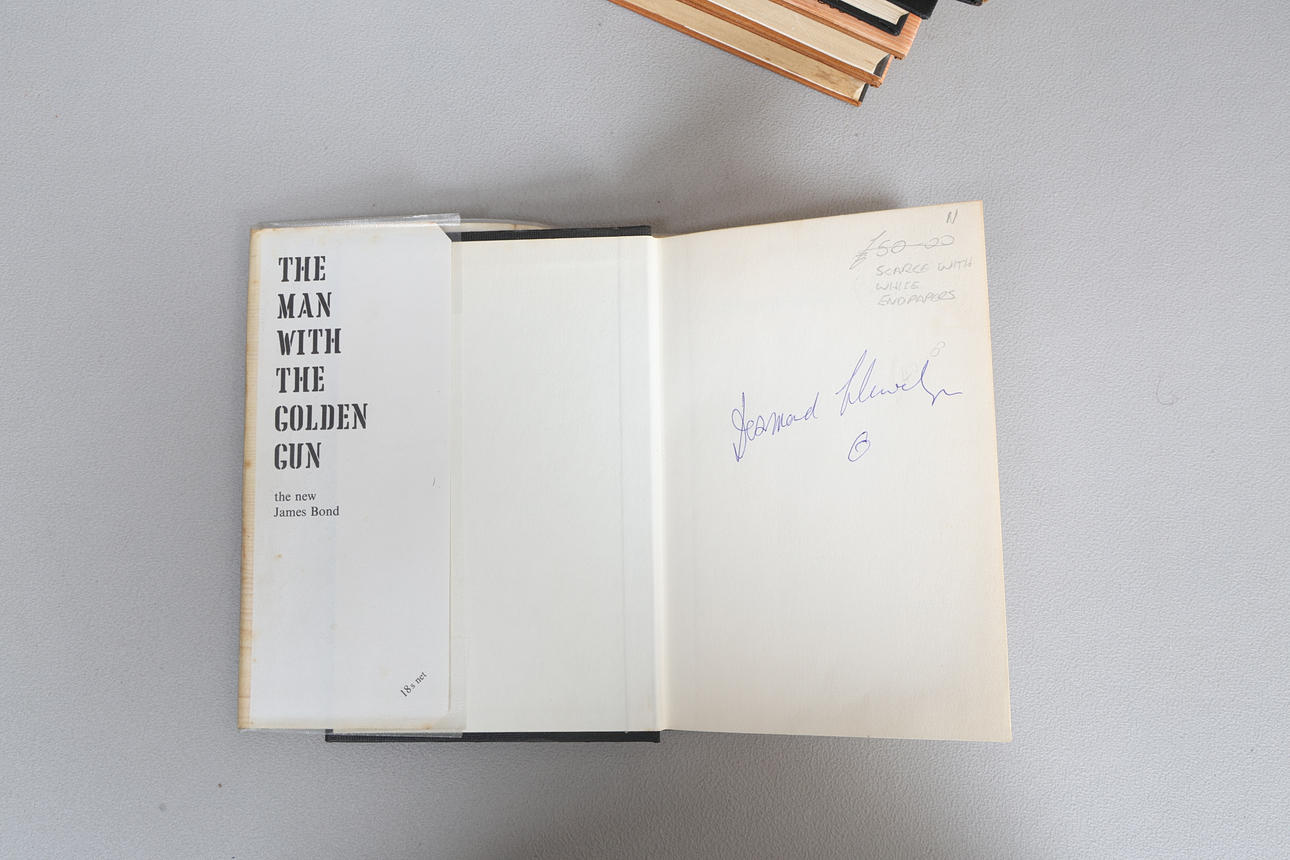 THE
MAN
WITH
THE
GOLDEN
GUN
the new
James Bond
18s net
£50-00
SCARCE WITH
WHITE
ENDPAPERS
Desmond Llewelyn
Q